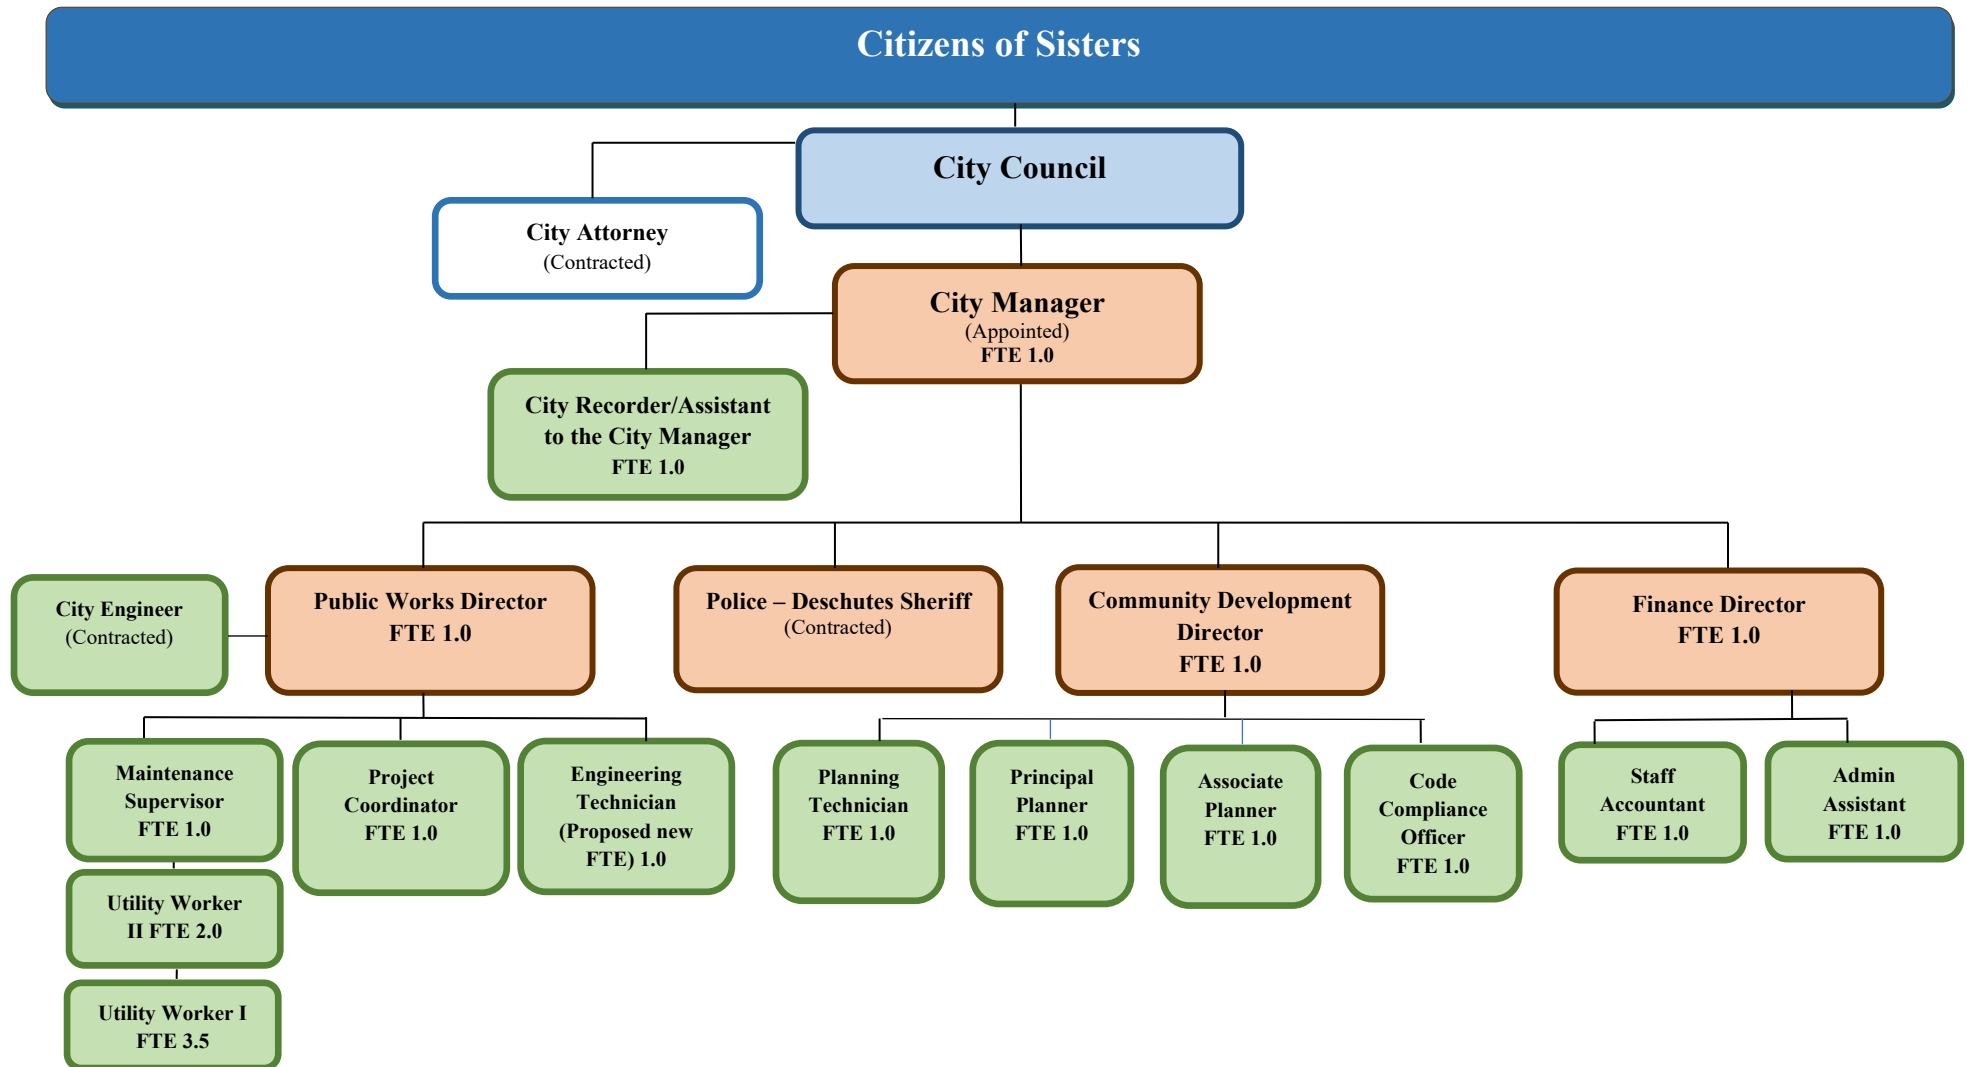 Citizens of Sisters
City Council
City Attorney
(Contracted)
City Manager
(Appointed)
FTE 1.0
City Recorder/Assistant
to the City Manager
FTE 1.0
City Engineer
(Contracted)
Public Works Director
FTE 1.0
Police – Deschutes Sheriff
(Contracted)
Community Development
Director
FTE 1.0
Finance Director
FTE 1.0
Maintenance
Supervisor
FTE 1.0
Project
Coordinator
FTE 1.0
Engineering
Technician
(Proposed new
FTE) 1.0
Planning
Technician
FTE 1.0
Principal
Planner
FTE 1.0
Associate
Planner
FTE 1.0
Code
Compliance
Officer
FTE 1.0
Staff
Accountant
FTE 1.0
Admin
Assistant
FTE 1.0
Utility Worker
II FTE 2.0
Utility Worker I
FTE 3.5